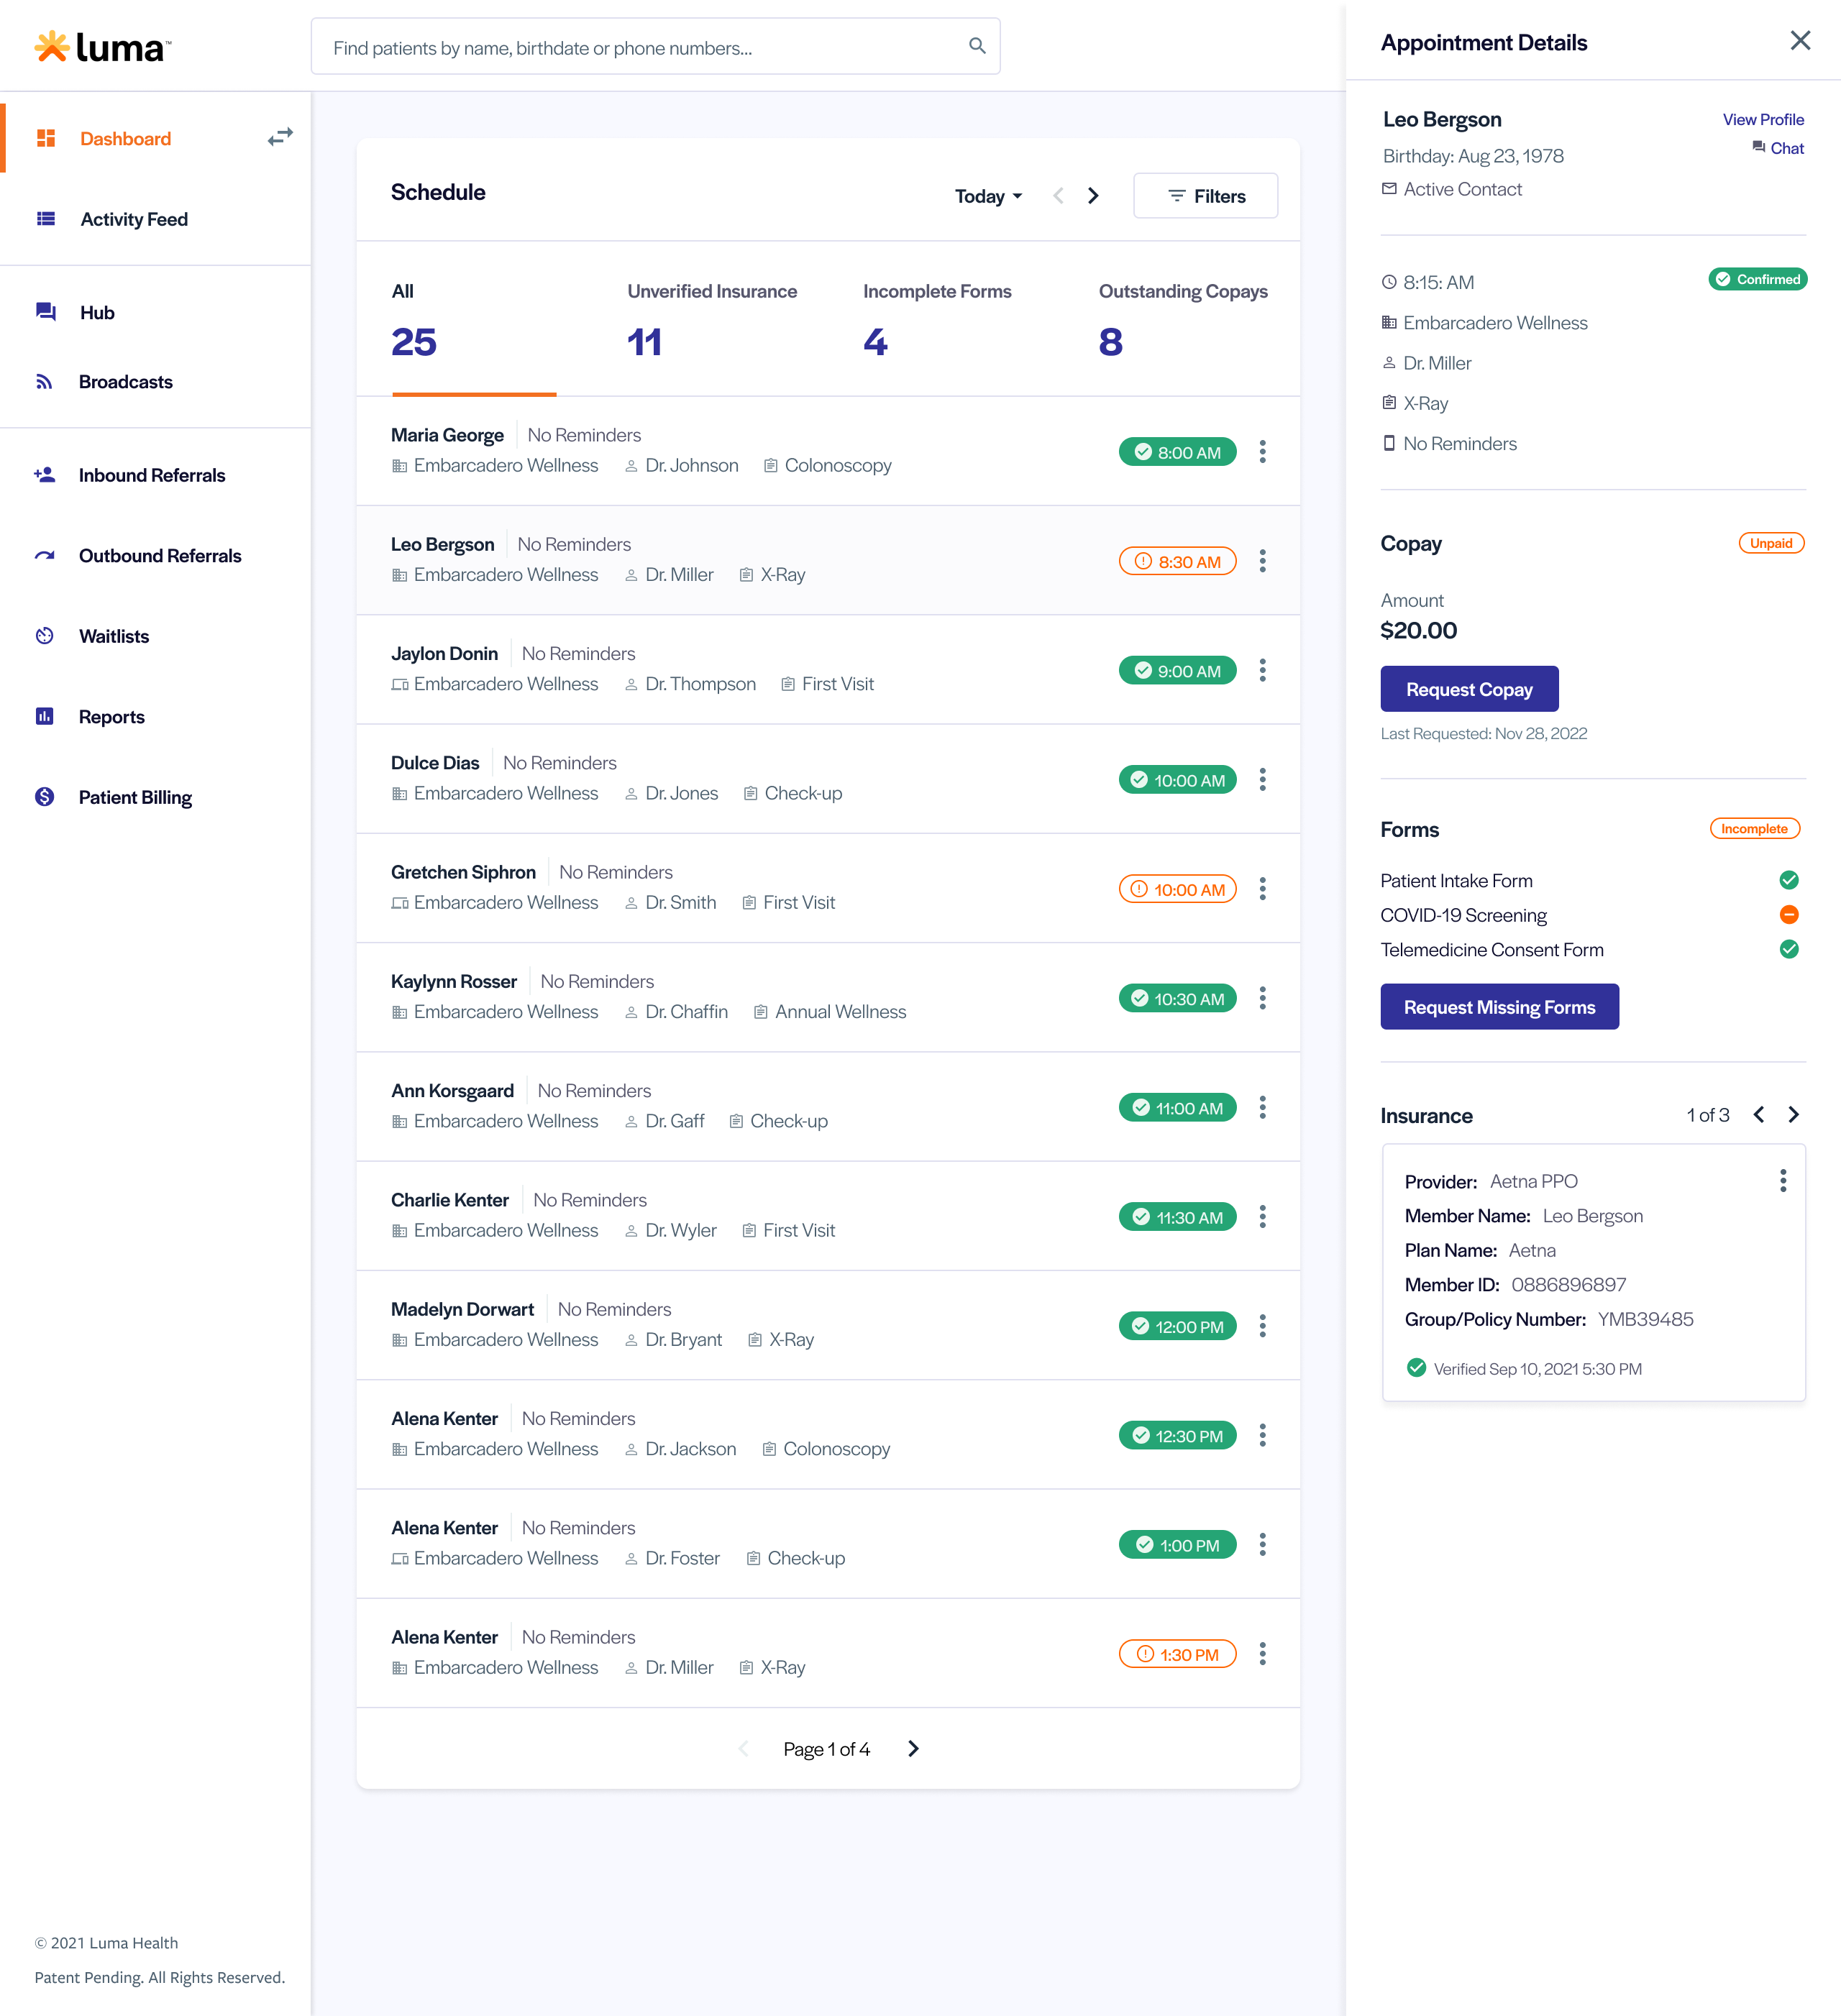 luma™
Find patients by name, birthdate or phone numbers...
Dashboard
Activity Feed
Hub
Broadcasts
Inbound Referrals
Outbound Referrals
Waitlists
Reports
Patient Billing
© 2021 Luma Health
Patent Pending. All Rights Reserved.
Schedule
Today
Filters
All
25
Unverified Insurance
11
Incomplete Forms
4
Outstanding Copays
8
Maria George No Reminders
Embarcadero Wellness Dr. Johnson Colonoscopy
8:00 AM
Leo Bergson No Reminders
Embarcadero Wellness Dr. Miller X-Ray
8:30 AM
Jaylon Donin No Reminders
Embarcadero Wellness Dr. Thompson First Visit
9:00 AM
Dulce Dias No Reminders
Embarcadero Wellness Dr. Jones Check-up
10:00 AM
Gretchen Siphron No Reminders
Embarcadero Wellness Dr. Smith First Visit
10:00 AM
Kaylynn Rosser No Reminders
Embarcadero Wellness Dr. Chaffin Annual Wellness
10:30 AM
Ann Korsgaard No Reminders
Embarcadero Wellness Dr. Gaff Check-up
11:00 AM
Charlie Kenter No Reminders
Embarcadero Wellness Dr. Wyler First Visit
11:30 AM
Madelyn Dorwart No Reminders
Embarcadero Wellness Dr. Bryant X-Ray
12:00 PM
Alena Kenter No Reminders
Embarcadero Wellness Dr. Jackson Colonoscopy
12:30 PM
Alena Kenter No Reminders
Embarcadero Wellness Dr. Foster Check-up
1:00 PM
Alena Kenter No Reminders
Embarcadero Wellness Dr. Miller X-Ray
1:30 PM
Page 1 of 4
Appointment Details
Leo Bergson
View Profile
Birthday: Aug 23, 1978
Chat
Active Contact
8:15: AM
Confirmed
Embarcadero Wellness
Dr. Miller
X-Ray
No Reminders
Copay
Unpaid
Amount
$20.00
Request Copay
Last Requested: Nov 28, 2022
Forms
Incomplete
Patient Intake Form
COVID-19 Screening
Telemedicine Consent Form
Request Missing Forms
Insurance
1 of 3
Provider: Aetna PPO
Member Name: Leo Bergson
Plan Name: Aetna
Member ID: 0886896897
Group/Policy Number: YMB39485
Verified Sep 10, 2021 5:30 PM